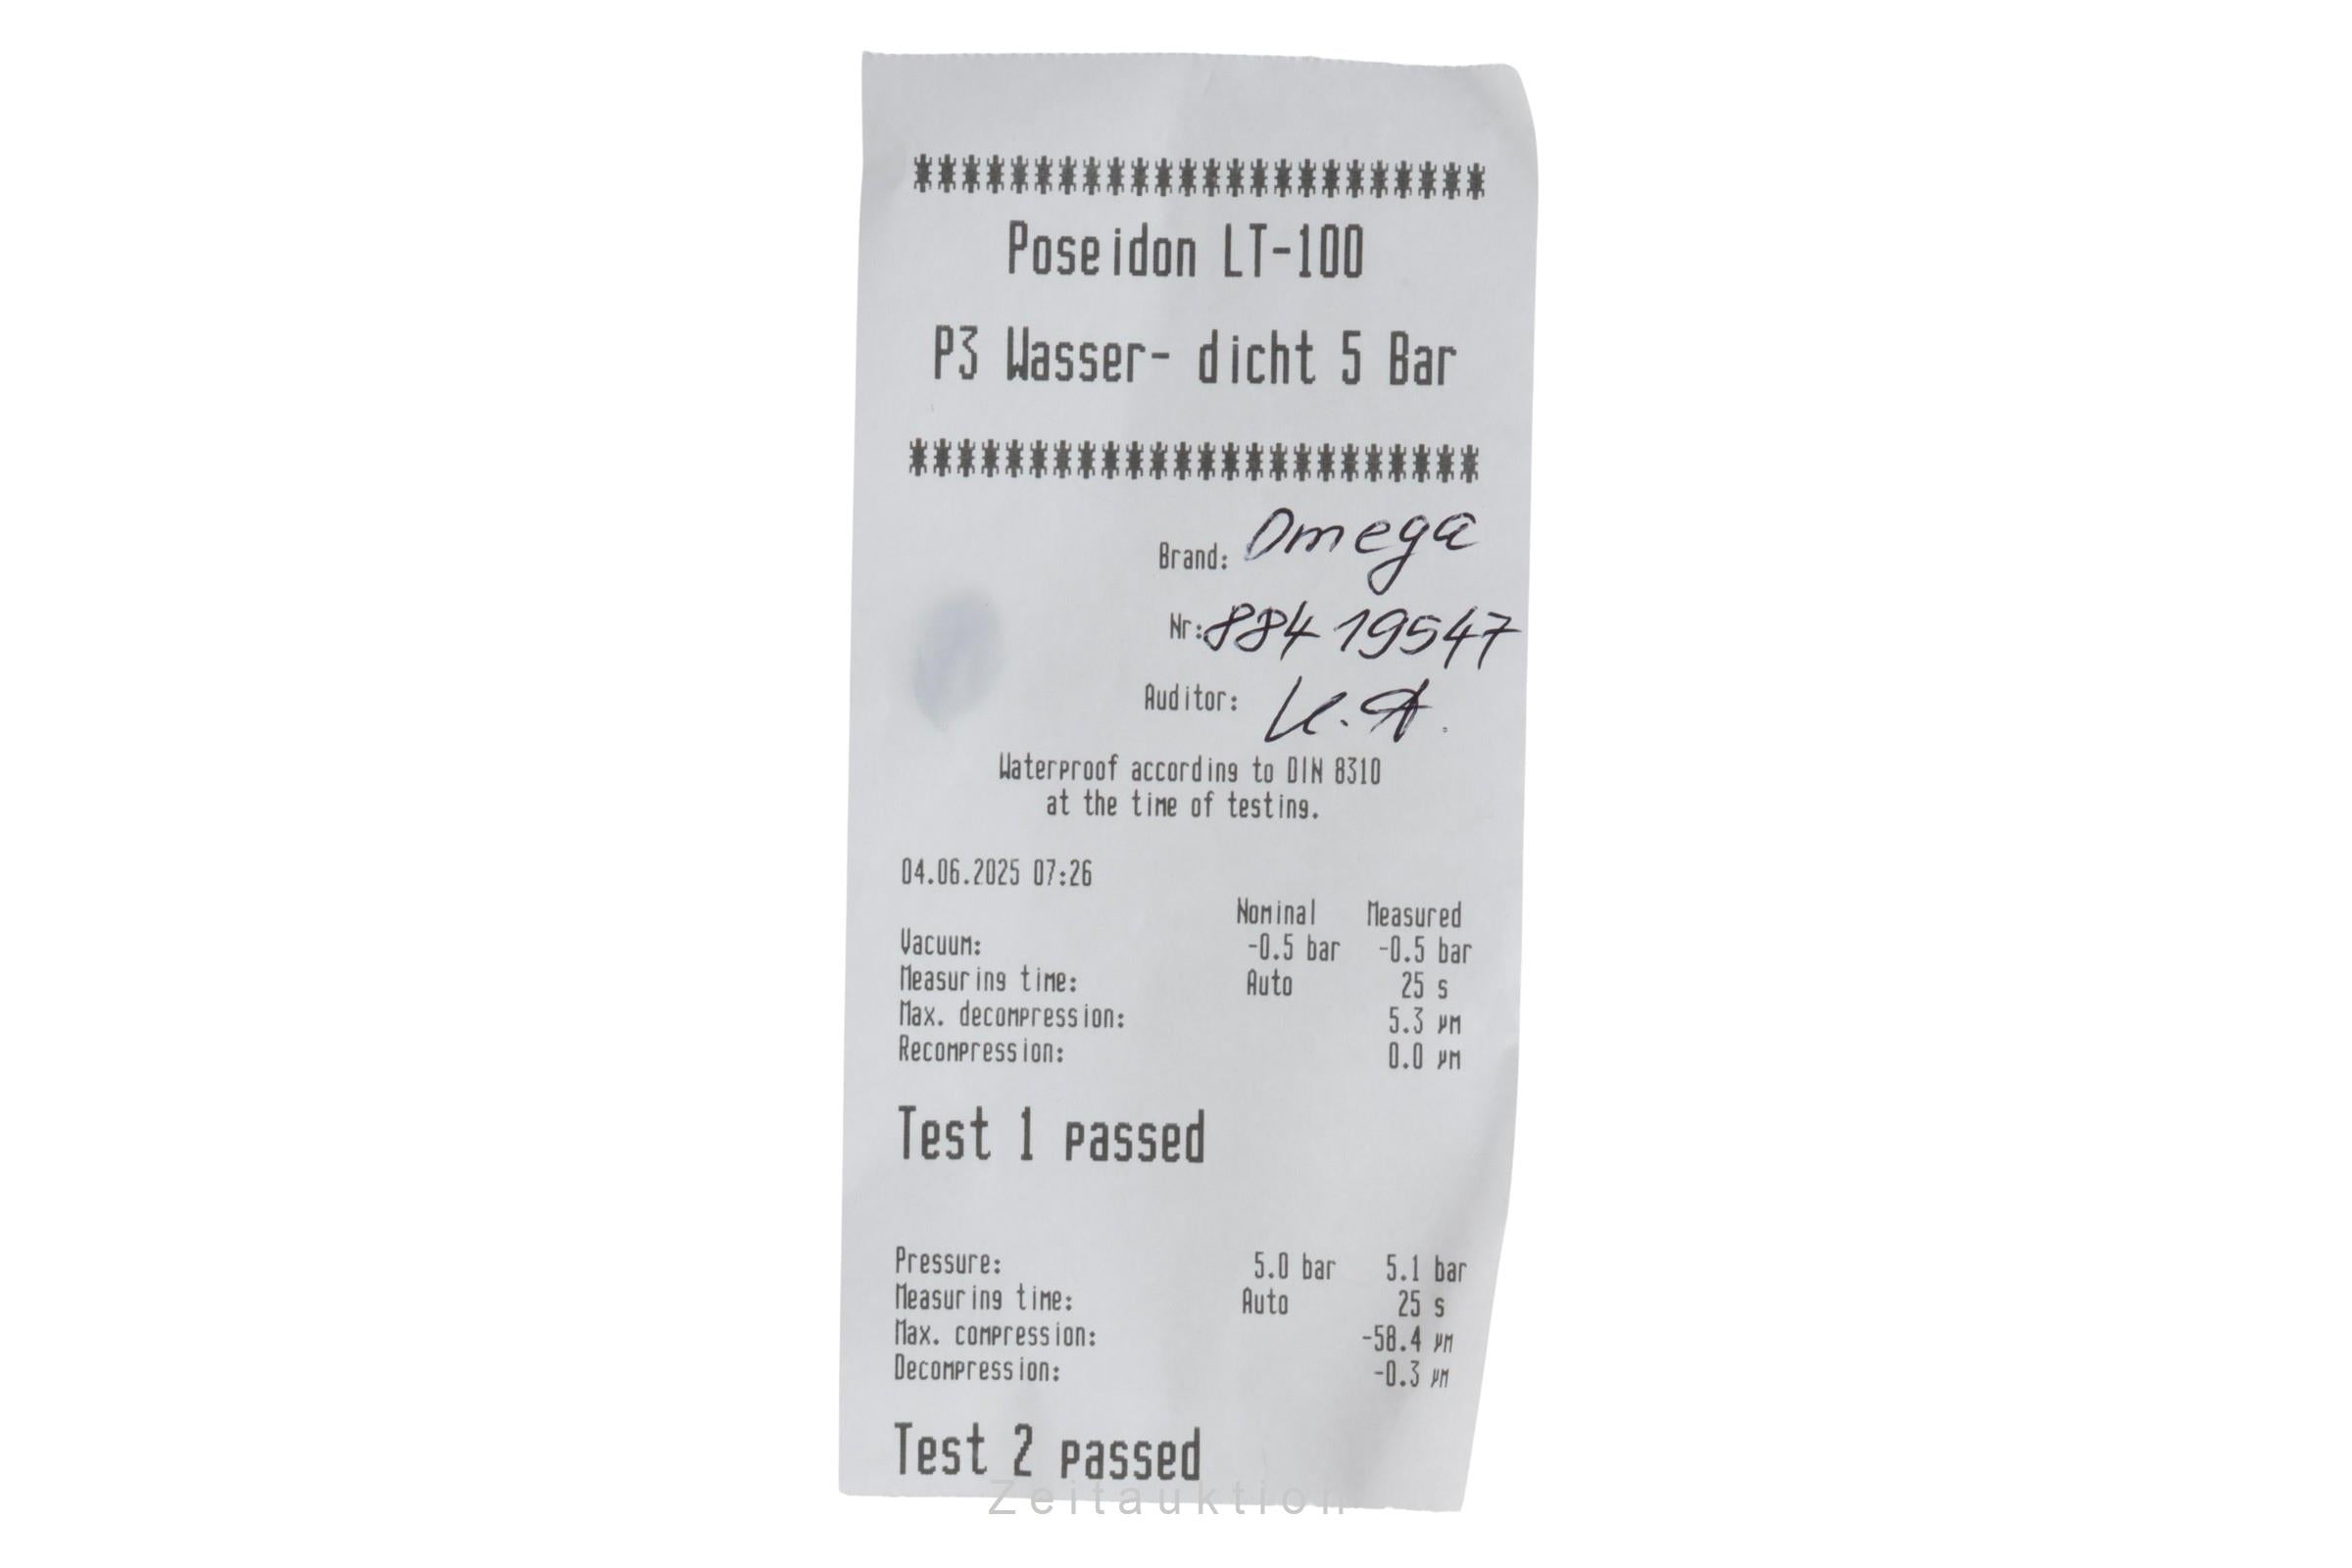 ************************
Poseidon LT-100
P3 Wasser- dicht 5 Bar
************************
Brand: Omega
Nr: 88419547
Auditor: K.A.
Waterproof according to DIN 8310
at the time of testing.
04.06.2025 07:26
Nominal Measured
Vacuum: -0.5 bar -0.5 bar
Measuring time: Auto 25 s
Max. decompression: 5.3 µm
Recompression: 0.0 µm
Test 1 passed
Pressure: 5.0 bar 5.1 bar
Measuring time: Auto 25 s
Max. compression: -58.4 µm
Decompression: -0.3 µm
Test 2 passed
Zeitauktion